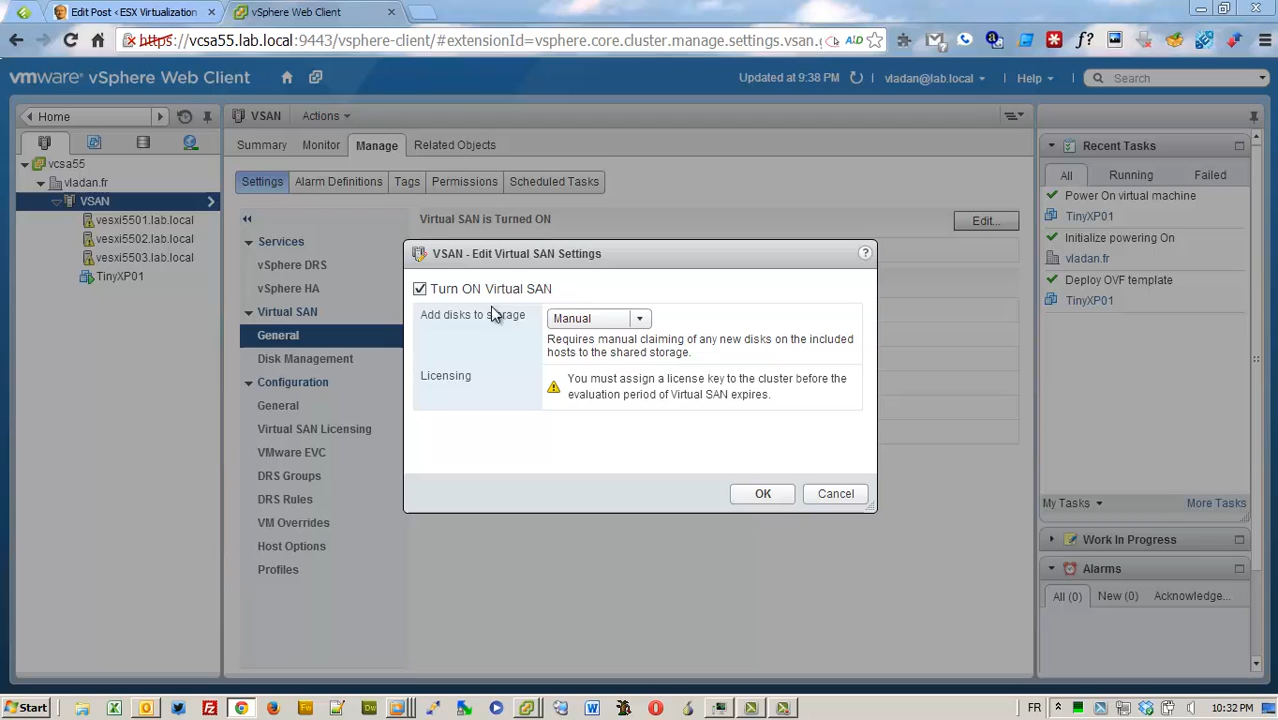 Edit Post < ESX Virtualization
vSphere Web Client
https://vcsa55.lab.local:9443/vsphere-client/#extensionId=vsphere.core.cluster.manage.settings.vsan.g
vmware vSphere Web Client
Updated at 9:38 PM
vladan@lab.local
Help
Search
Home
vcsa55
vladan.fr
VSAN
vesxi5501.lab.local
vesxi5502.lab.local
vesxi5503.lab.local
TinyXP01
VSAN
Actions
Summary
Monitor
Manage
Related Objects
Settings
Alarm Definitions
Tags
Permissions
Scheduled Tasks
Services
vSphere DRS
vSphere HA
Virtual SAN
General
Disk Management
Configuration
General
Virtual SAN Licensing
VMware EVC
DRS Groups
DRS Rules
VM Overrides
Host Options
Profiles
Virtual SAN is Turned ON
Edit...
VSAN - Edit Virtual SAN Settings
Turn ON Virtual SAN
Add disks to storage
Manual
Requires manual claiming of any new disks on the included
hosts to the shared storage.
Licensing
You must assign a license key to the cluster before the
evaluation period of Virtual SAN expires.
OK
Cancel
Recent Tasks
All
Running
Failed
Power On virtual machine
TinyXP01
Initialize powering On
vladan.fr
Deploy OVF template
TinyXP01
My Tasks
More Tasks
Work In Progress
Alarms
All (0)
New (0)
Acknowledge...
Start
FR
10:32 PM